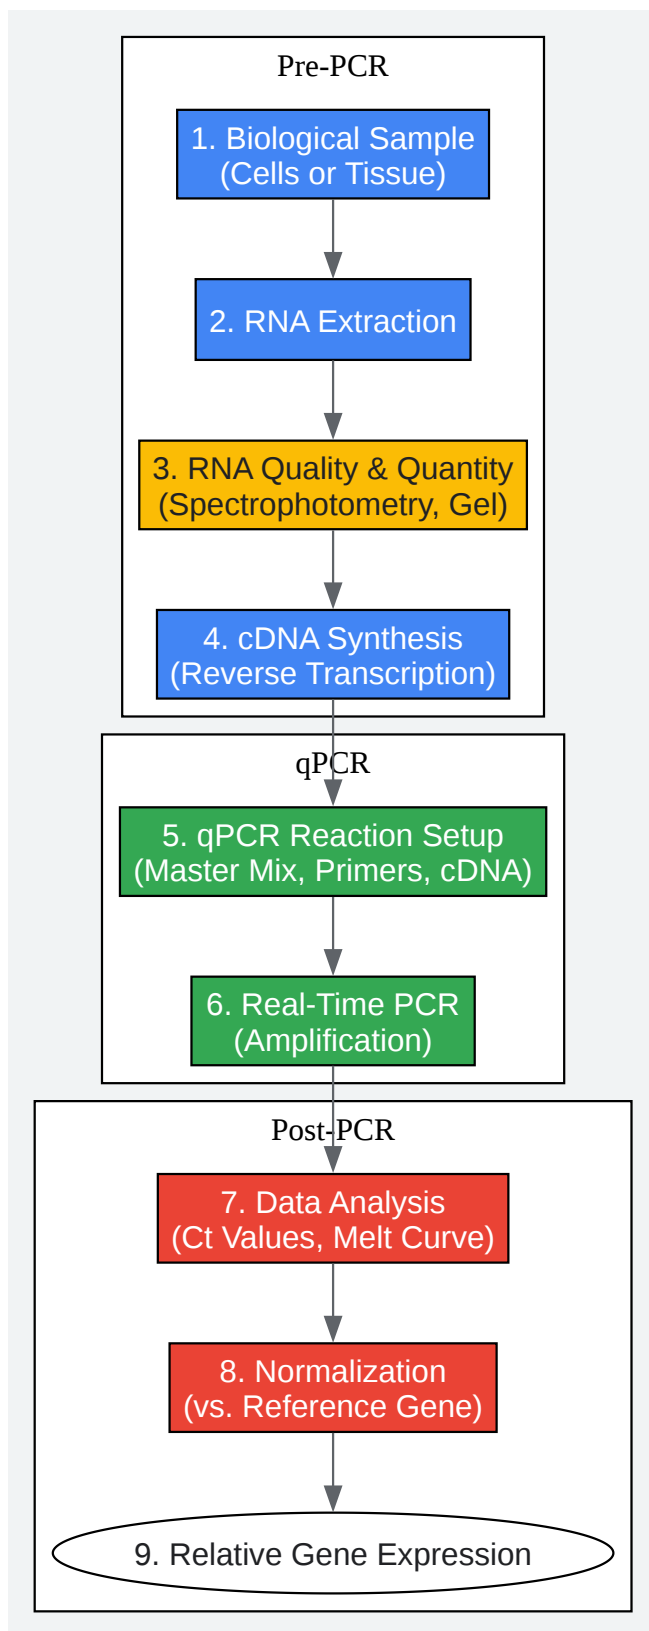 Pre-PCR
1. Biological Sample
(Cells or Tissue)
2. RNA Extraction
3. RNA Quality & Quantity
(Spectrophotometry, Gel)
4. cDNA Synthesis
(Reverse Transcription)
qPCR
5. qPCR Reaction Setup
(Master Mix, Primers, cDNA)
6. Real-Time PCR
(Amplification)
Post-PCR
7. Data Analysis
(Ct Values, Melt Curve)
8. Normalization
(vs. Reference Gene)
9. Relative Gene Expression